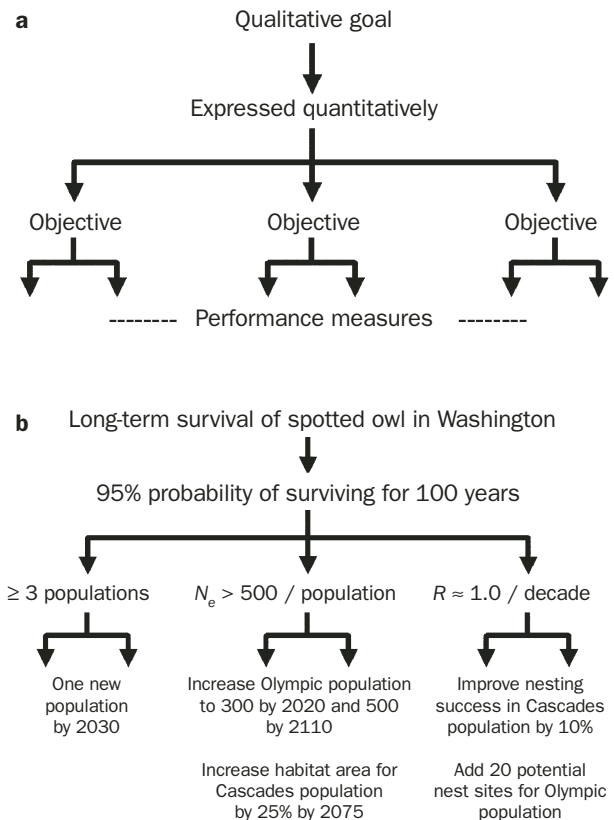 a
Qualitative goal
Expressed quantitatively
Objective Objective Objective
-------- Performance measures --------
b Long-term survival of spotted owl in Washington
95% probability of surviving for 100 years
≥ 3 populations Nₑ > 500 / population R ≈ 1.0 / decade
One new
population
by 2030
Increase Olympic population
to 300 by 2020 and 500
by 2110
Increase habitat area for
Cascades population
by 25% by 2075
Improve nesting
success in Cascades
population by 10%
Add 20 potential
nest sites for Olympic
population